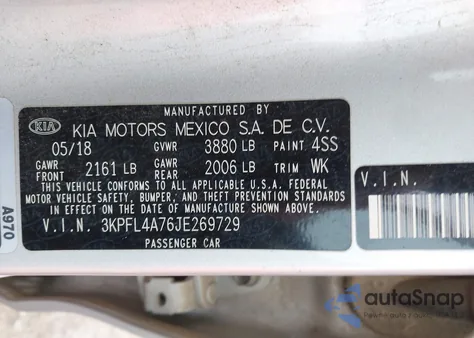 MANUFACTURED BY
KIA KIA MOTORS MEXICO S.A. DE C.V.
05/18 GVWR 3880 LB PAINT 4SS
GAWR FRONT 2161 LB GAWR REAR 2006 LB TRIM WK
THIS VEHICLE CONFORMS TO ALL APPLICABLE U.S.A. FEDERAL
MOTOR VEHICLE SAFETY, BUMPER, AND THEFT PREVENTION STANDARDS
IN EFFECT ON THE DATE OF MANUFACTURE SHOWN ABOVE.
V.I.N. 3KPFL4A76JE269729
PASSENGER CAR
A970
V.I.N.
autoSnap